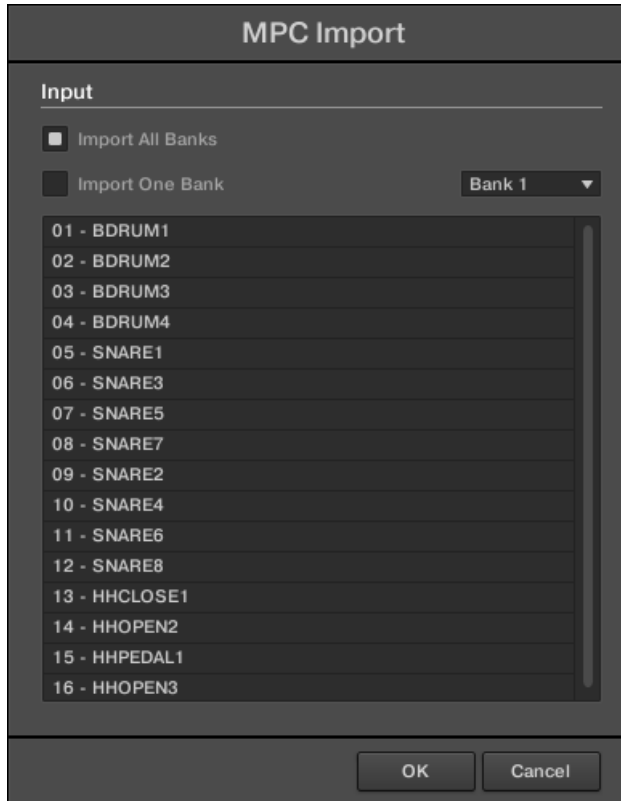 MPC Import
Input
Import All Banks
Import One Bank Bank 1
01 - BDRUM1
02 - BDRUM2
03 - BDRUM3
04 - BDRUM4
05 - SNARE1
06 - SNARE3
07 - SNARE5
08 - SNARE7
09 - SNARE2
10 - SNARE4
11 - SNARE6
12 - SNARE8
13 - HHCLOSE1
14 - HHOPEN2
15 - HHPEDAL1
16 - HHOPEN3
OK Cancel